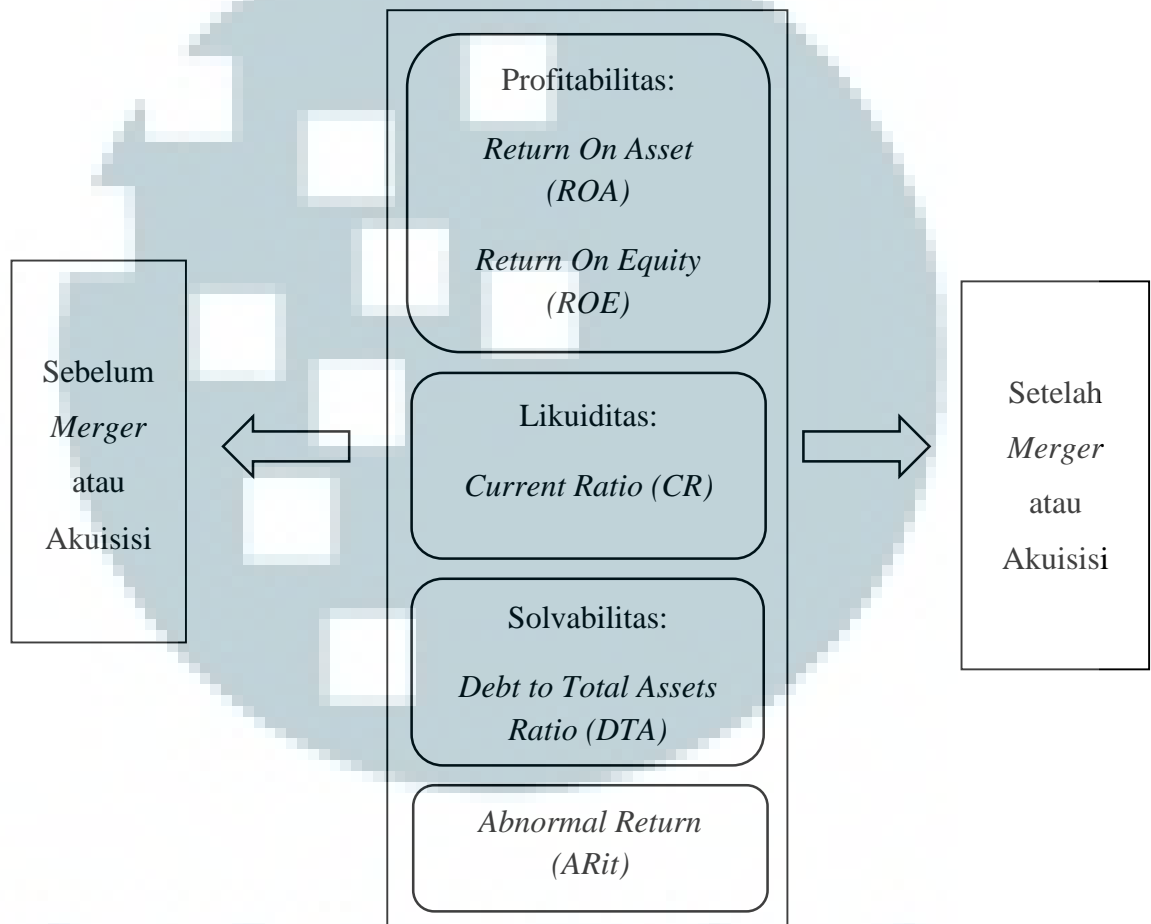 Profitabilitas:
Return On Asset
(ROA)
Return On Equity
(ROE)
Sebelum
Merger
atau
Akuisisi
Likuiditas:
Current Ratio (CR)
Setelah
Merger
atau
Akuisisi
Solvabilitas:
Debt to Total Assets
Ratio (DTA)
Abnormal Return
(ARit)